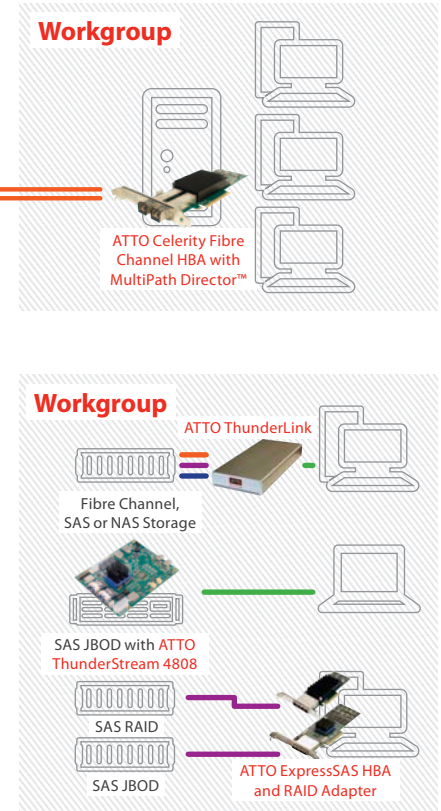 Workgroup
ATTO Celerity Fibre
Channel HBA with
MultiPath Director™
Workgroup
ATTO ThunderLink
Fibre Channel,
SAS or NAS Storage
SAS JBOD with ATTO
ThunderStream 4808
SAS RAID
SAS JBOD
ATTO ExpressSAS HBA
and RAID Adapter